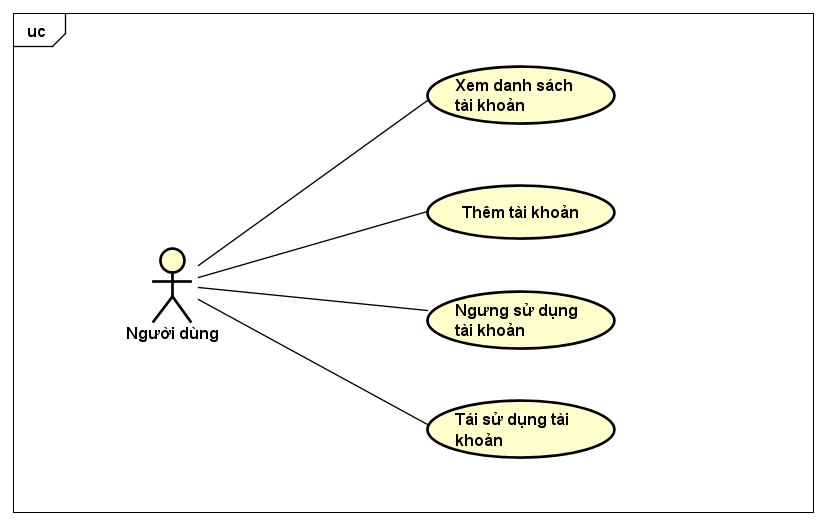 uc
Xem danh sách
tài khoản
Thêm tài khoản
Ngưng sử dụng
tài khoản
Người dùng
Tái sử dụng tài
khoản